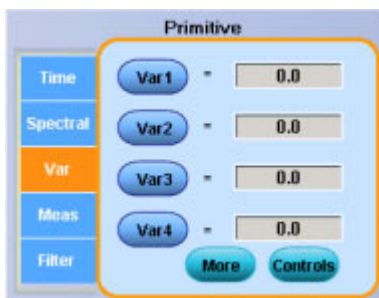 Primitive
Time
Spectral
Var
Meas
Filter
Var1 = 0.0
Var2 = 0.0
Var3 = 0.0
Var4 = 0.0
More Controls